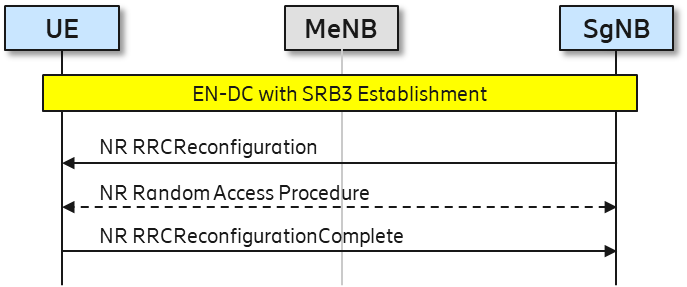 UE
MeNB
SgNB
EN-DC with SRB3 Establishment
NR RRCReconfiguration
NR Random Access Procedure
NR RRCReconfigurationComplete